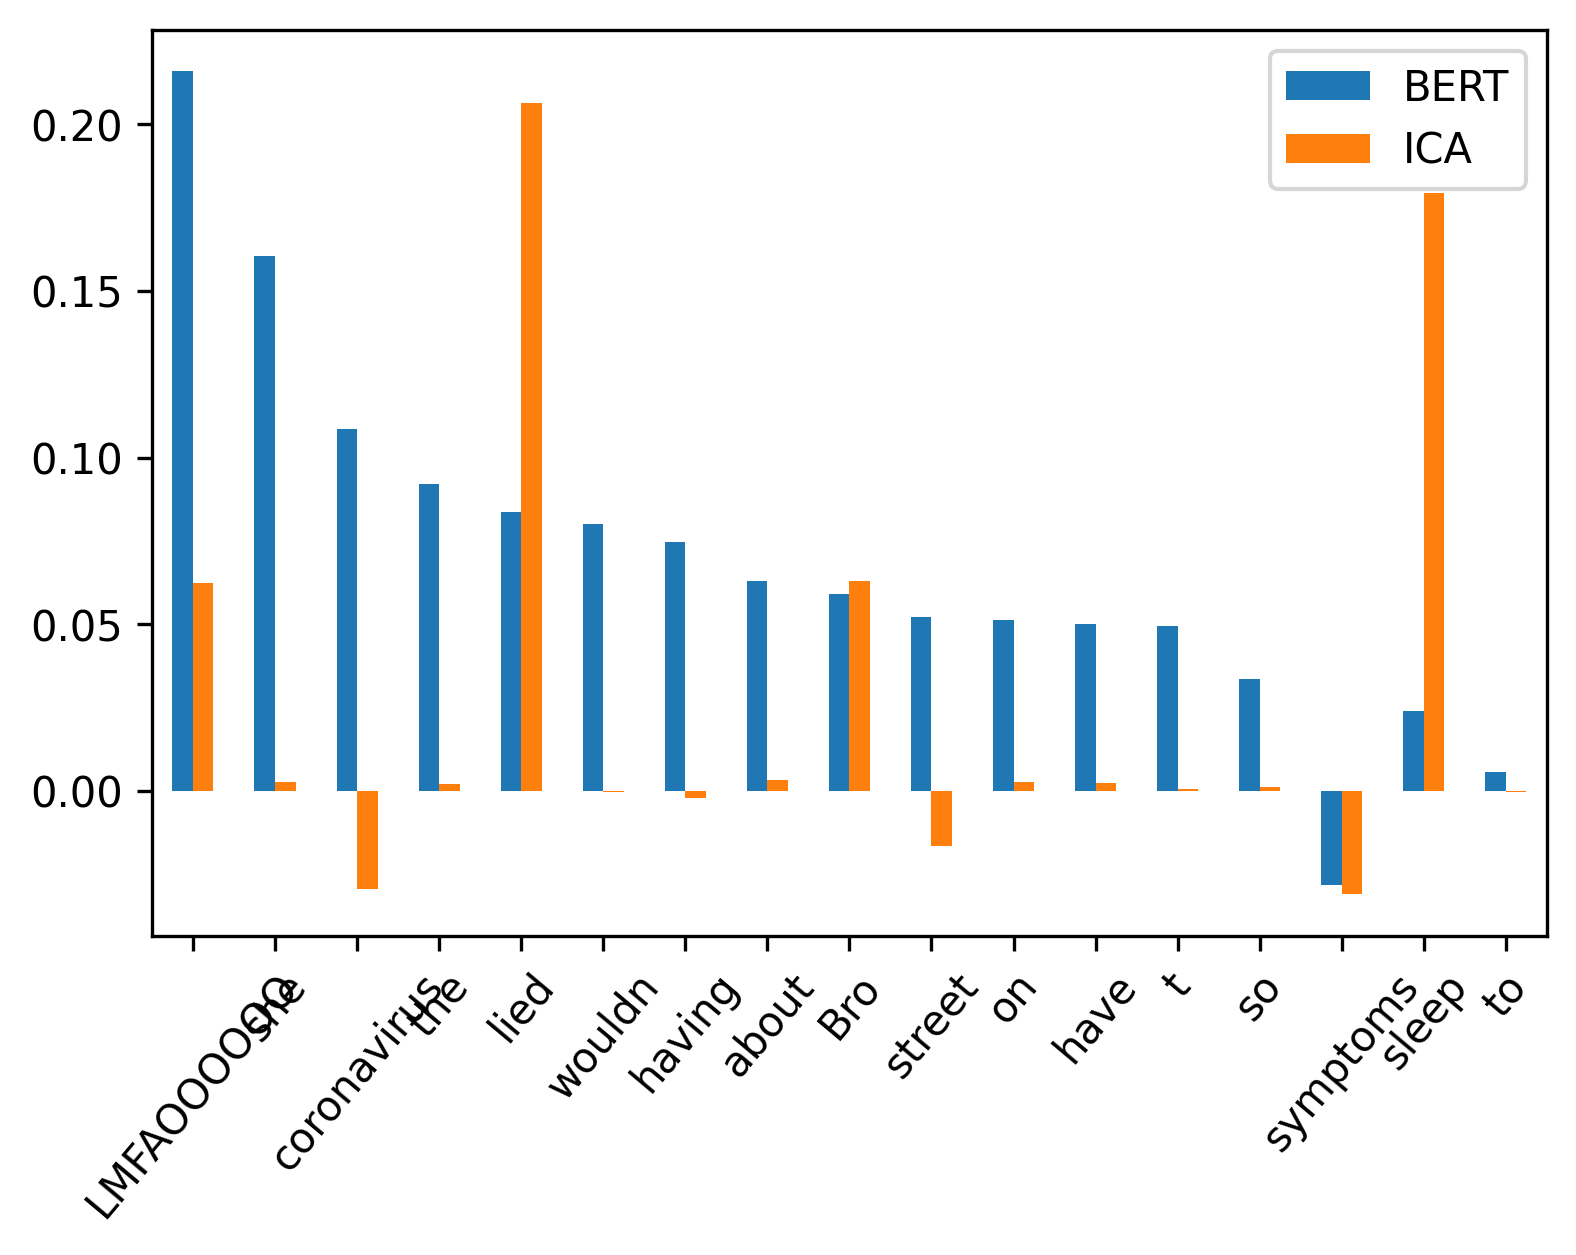 BERT
ICA
0.20
0.15
0.10
0.05
0.00
LMFAOOOOOO
she
coronavirus
the
lied
wouldn
having
about
Bro
street
on
have
t
so
symptoms
sleep
to